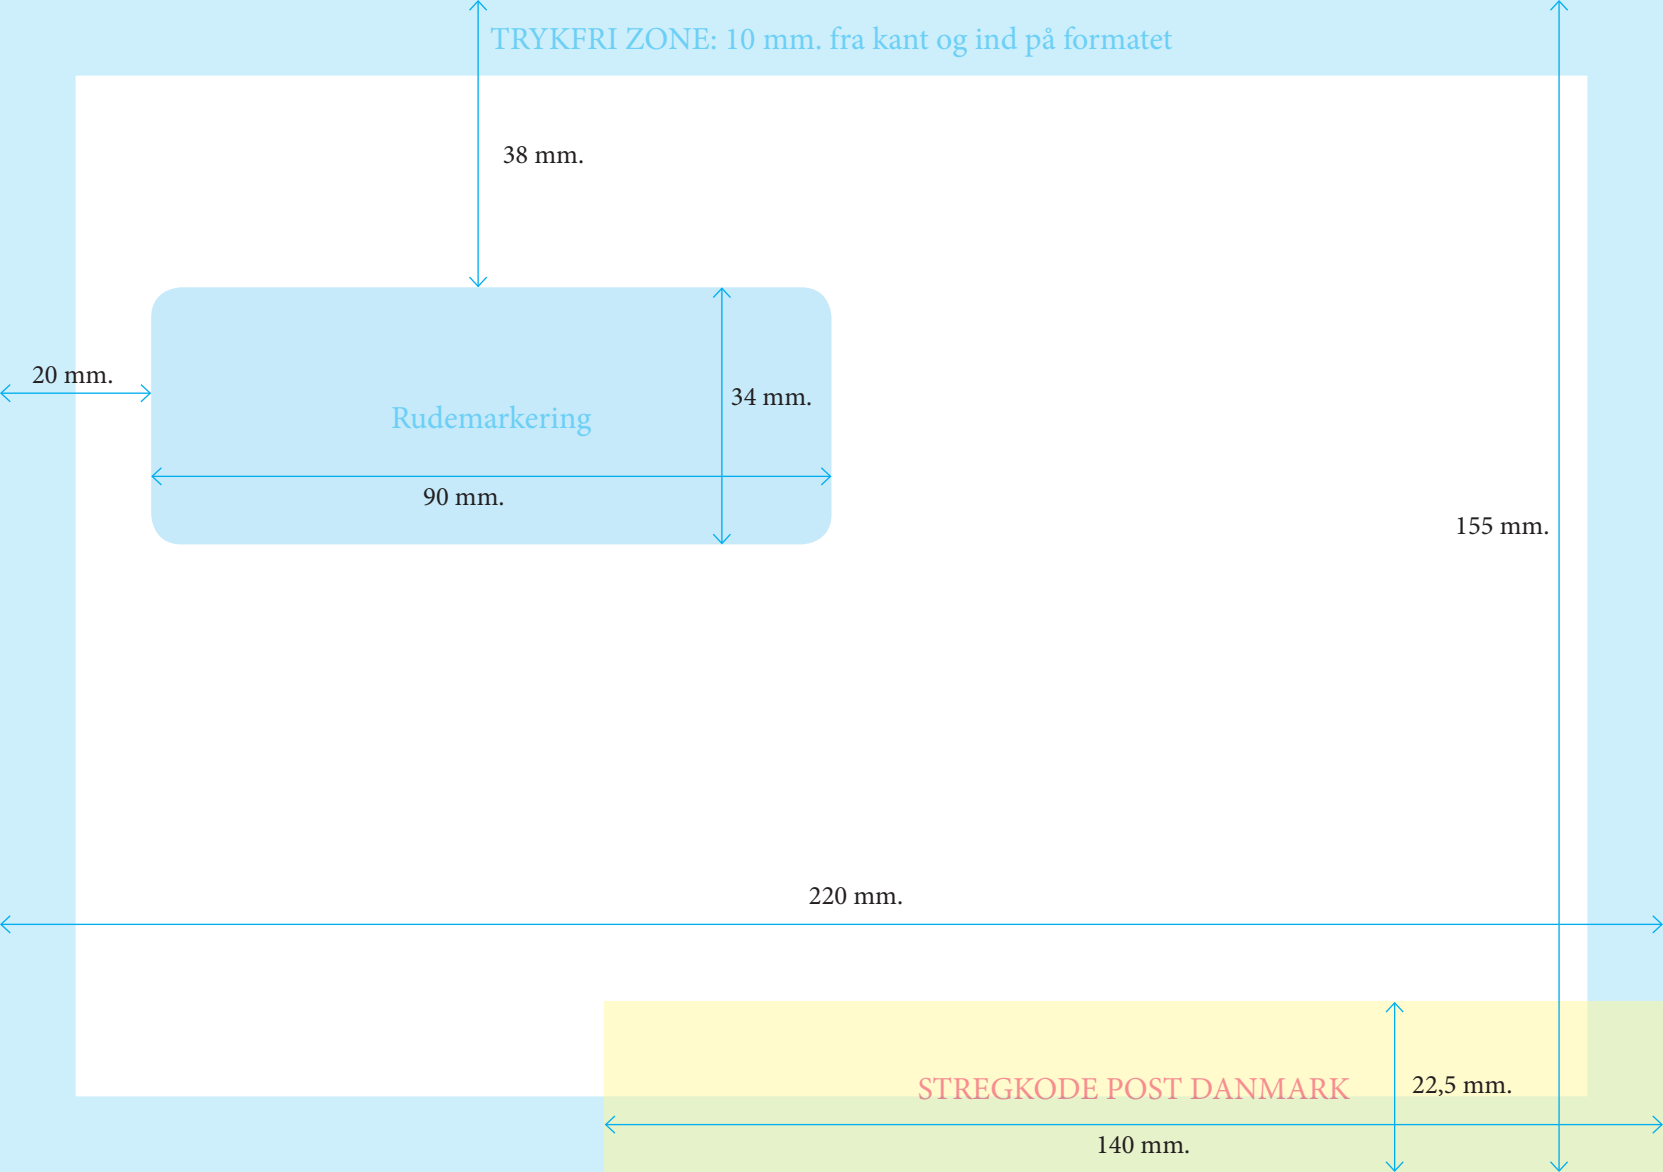 TRYKFRI ZONE: 10 mm. fra kant og ind på formatet
38 mm.
20 mm.
34 mm.
Rudemarkering
90 mm.
155 mm.
220 mm.
STREGKODE POST DANMARK
22,5 mm.
140 mm.